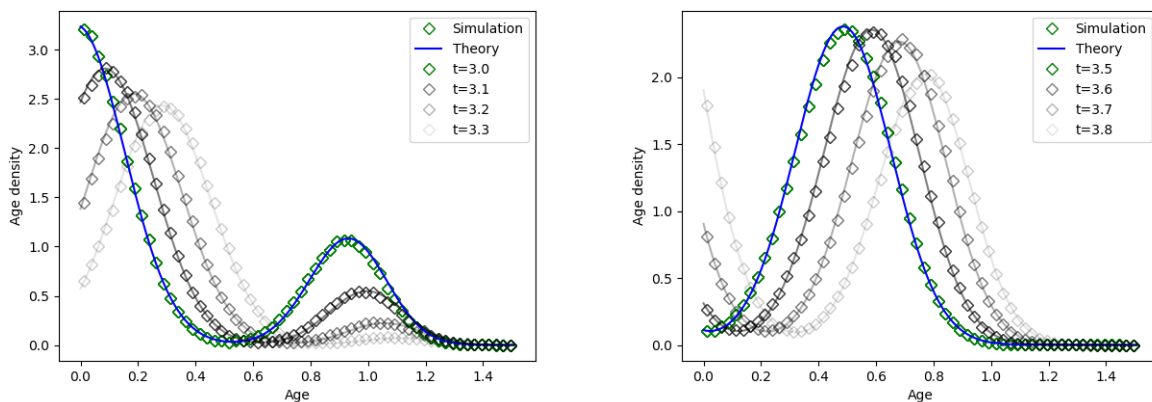 Simulation
Theory
t=3.0
t=3.1
t=3.2
t=3.3
3.0
2.5
2.0
1.5
1.0
0.5
0.0
Age density
0.0 0.2 0.4 0.6 0.8 1.0 1.2 1.4
Age
Simulation
Theory
t=3.5
t=3.6
t=3.7
t=3.8
2.0
1.5
1.0
0.5
0.0
Age density
0.0 0.2 0.4 0.6 0.8 1.0 1.2 1.4
Age